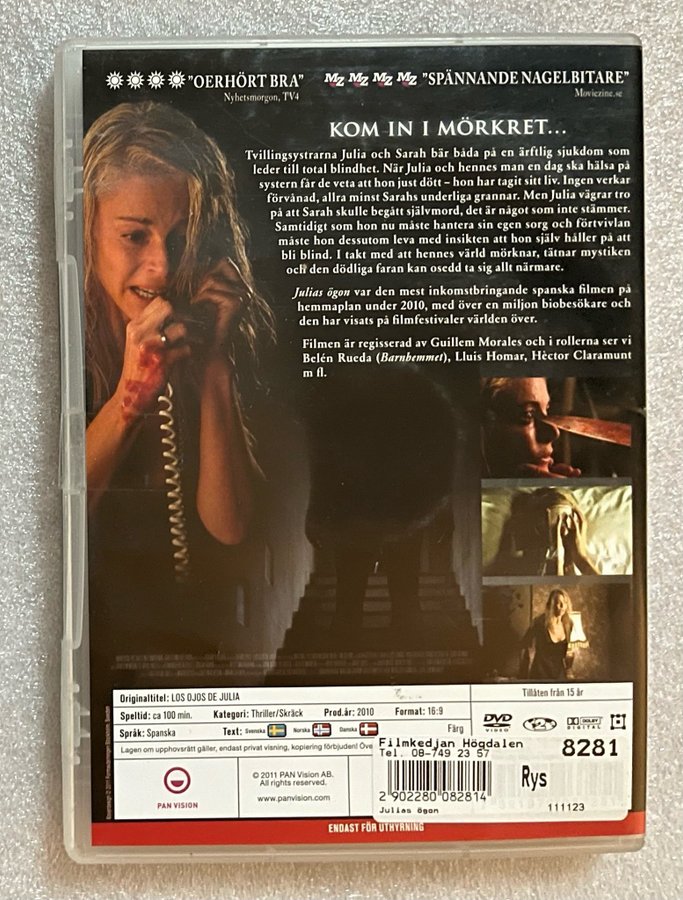 "OERHÖRT BRA"
Nyhetsmorgon, TV4
MZ MZ MZ MZ "SPÄNNANDE NAGELBITARE"
Moviezine.se
KOM IN I MÖRKRET...
Tvillingsystrarna Julia och Sarah bär båda på en ärftlig sjukdom som
leder till total blindhet. När Julia och hennes man en dag ska hälsa på
systern får de veta att hon just dött – hon har tagit sitt liv. Ingen verkar
förvånad, allra minst Sarahs underliga grannar. Men Julia vägrar tro
på att Sarah skulle begått självmord, det är något som inte stämmer.
Samtidigt som hon nu måste hantera sin egen sorg och förtvivlan
måste hon dessutom leva med insikten att hon själv håller på att
bli blind. I takt med att hennes värld mörknar, tätnar mystiken
och den dödliga faran kan osedd ta sig allt närmare.
Julias ögon var den mest inkomstbringande spanska filmen på
hemmaplan under 2010, med över en miljon biobesökare och
den har visats på filmfestivaler världen över.
Filmen är regisserad av Guillem Morales och i rollerna ser vi
Belén Rueda (Barnhemmet), Lluis Homar, Hèctor Claramunt
m fl.
Originaltitel: LOS OJOS DE JULIA
Tillåten från 15 år
Speltid: ca 100 min. Kategori: Thriller/Skräck Prod.år: 2010 Format: 16:9
Språk: Spanska Text: Svenska Norska Danska Färg
DVD VIDEO DOLBY DIGITAL
Lagen om upphovsrätt gäller, endast privat visning, kopiering förbjuden! Öve
PAN VISION
© 2011 PAN Vision AB.
All rights reserved.
www.panvision.com
Filmkedjan Högdalen
Tel. 08-749 23 57
8281
2 902280 082814
Rys
Julias ögon
111123
ENDAST FÖR UTHYRNING